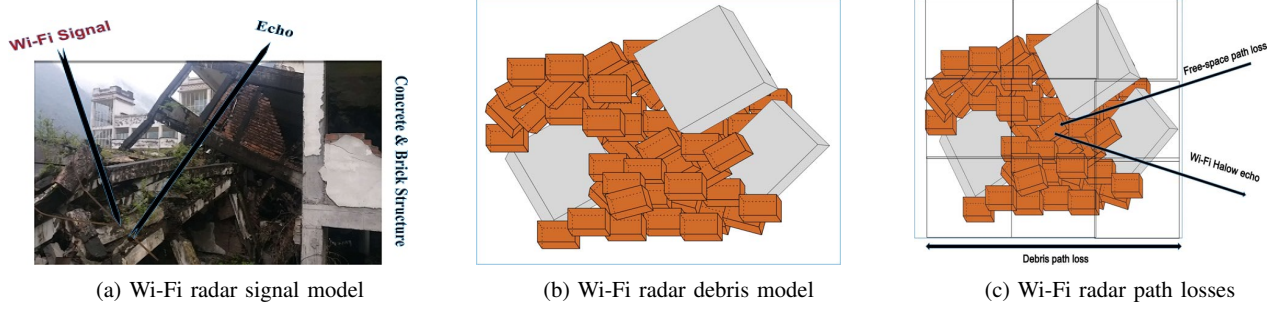 Wi-Fi Signal
Echo
Concrete & Brick Structure
(a) Wi-Fi radar signal model
(b) Wi-Fi radar debris model
Free-space path loss
Wi-Fi Halow echo
Debris path loss
(c) Wi-Fi radar path losses